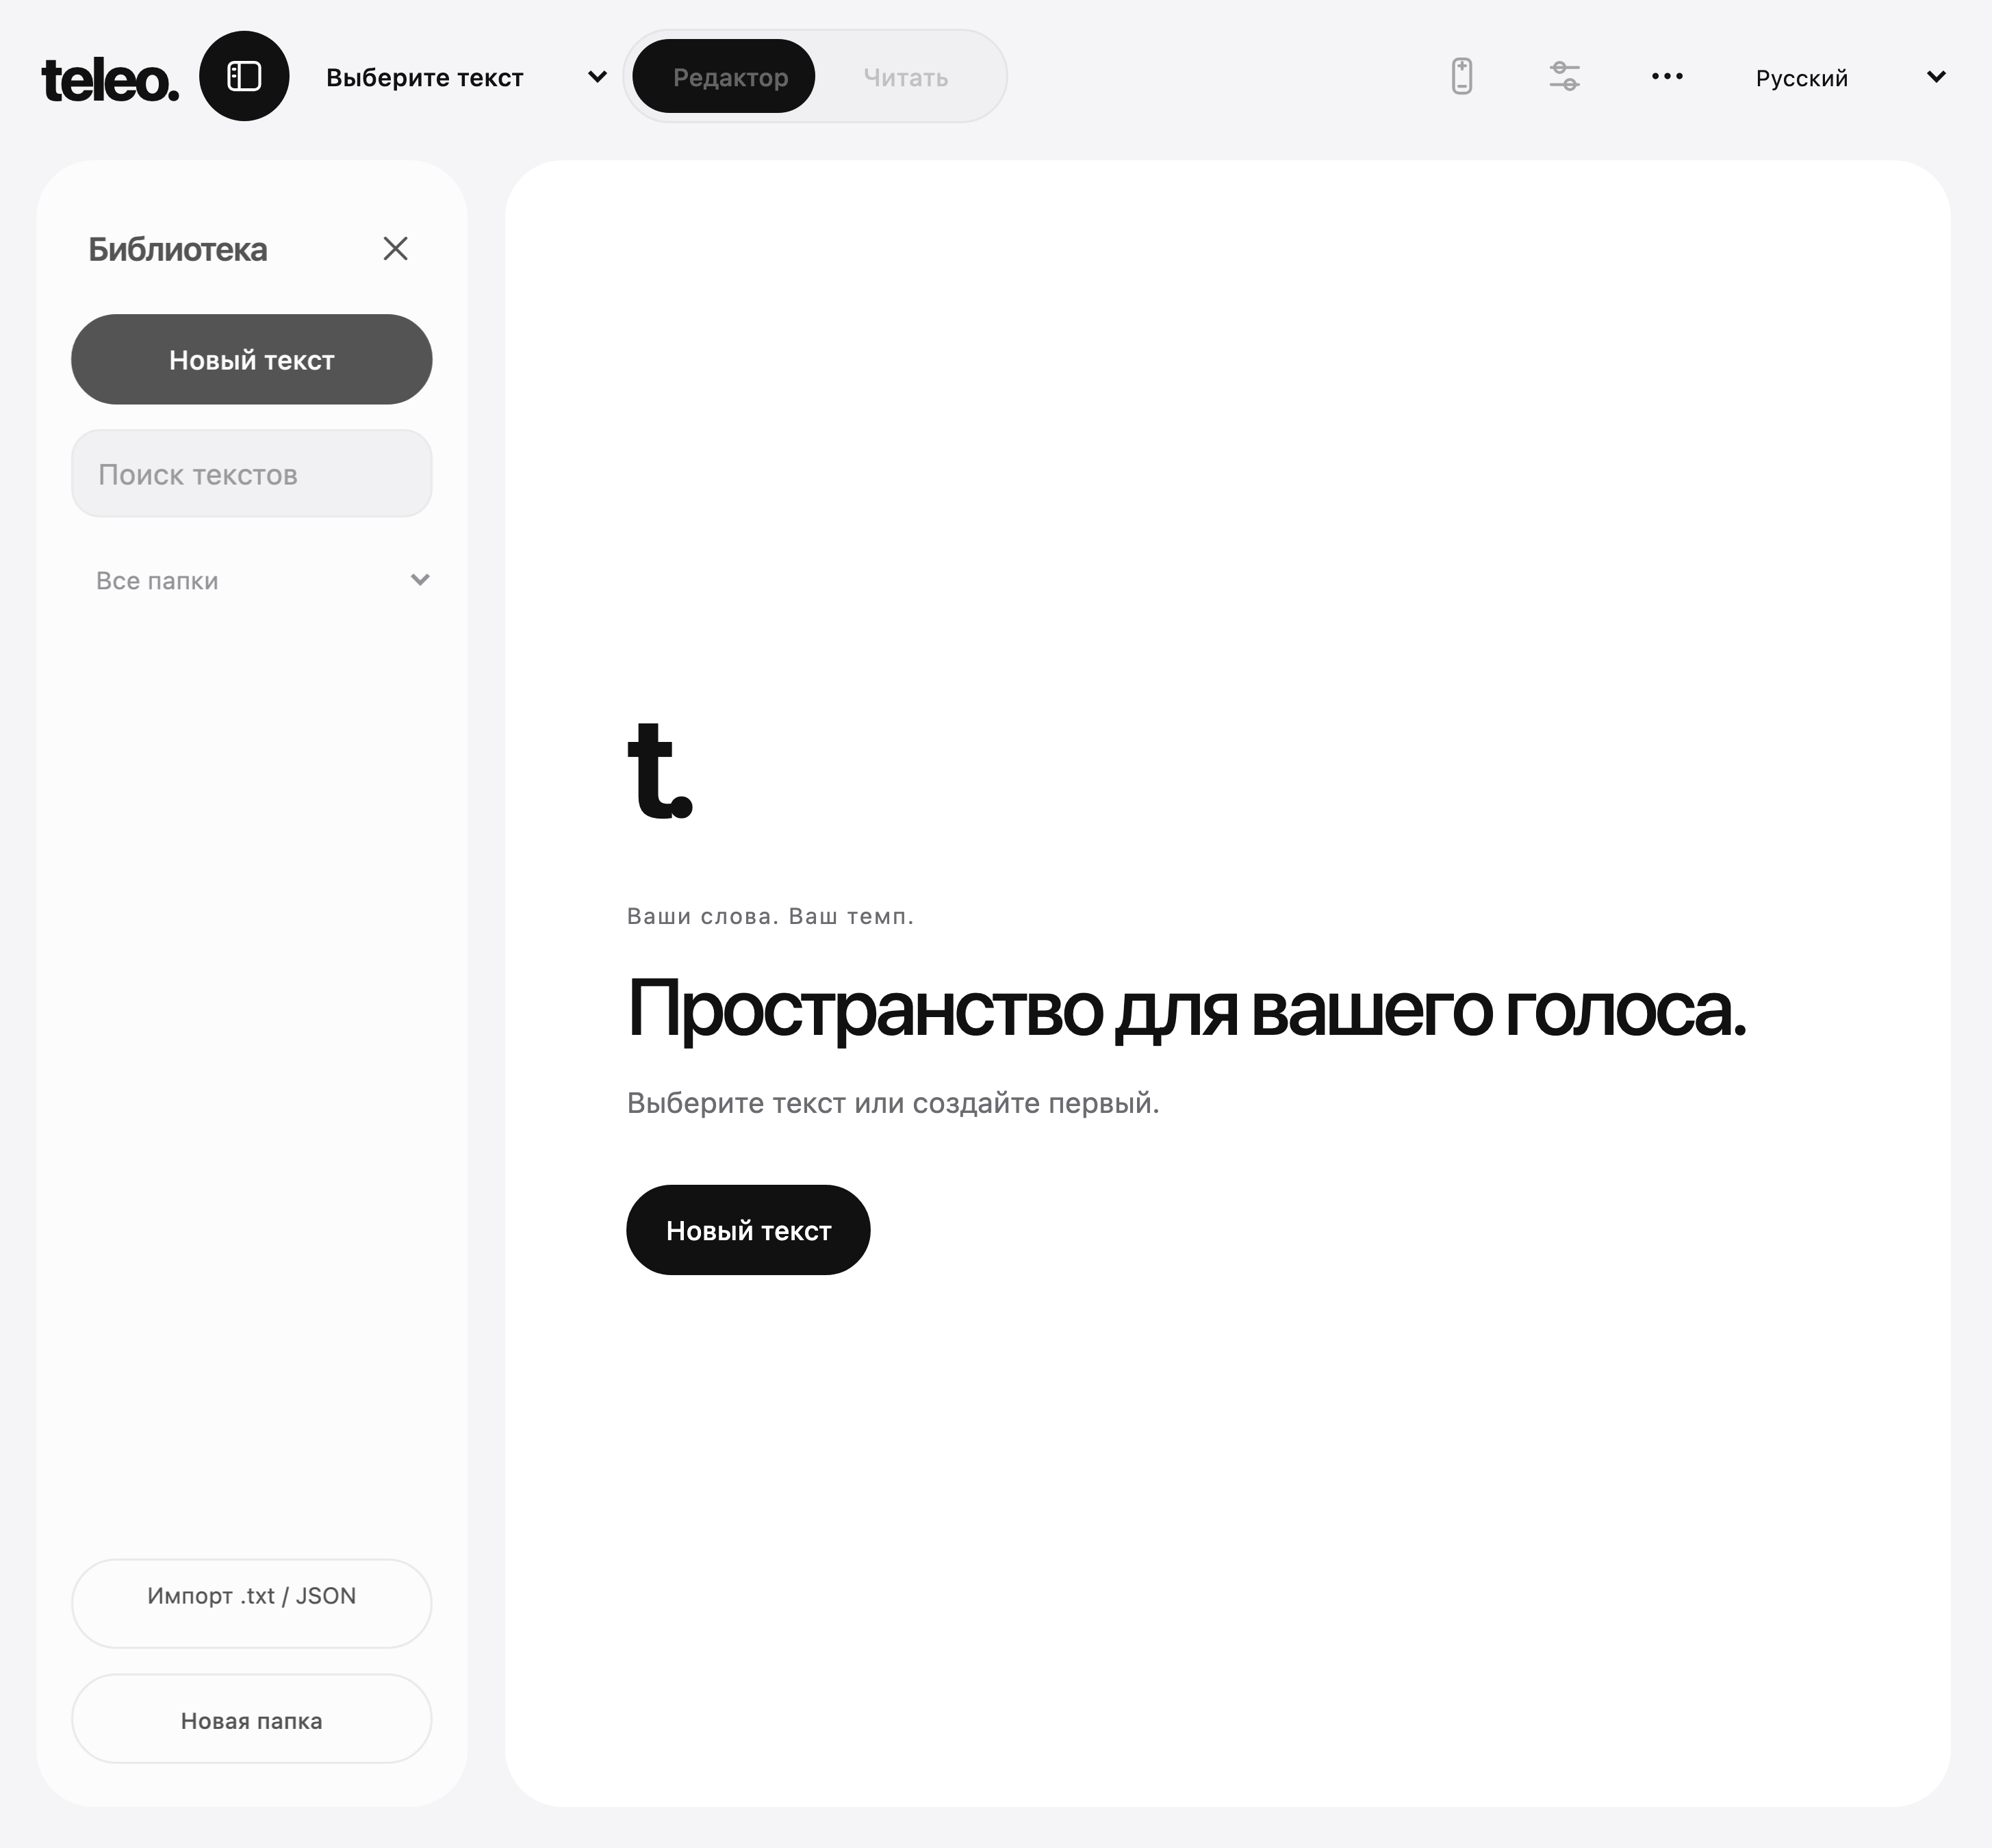 teleo.
Выберите текст
Редактор
Читать
Русский
Библиотека
Новый текст
Поиск текстов
Все папки
t.
Ваши слова. Ваш темп.
Пространство для вашего голоса.
Выберите текст или создайте первый.
Новый текст
Импорт .txt / JSON
Новая папка